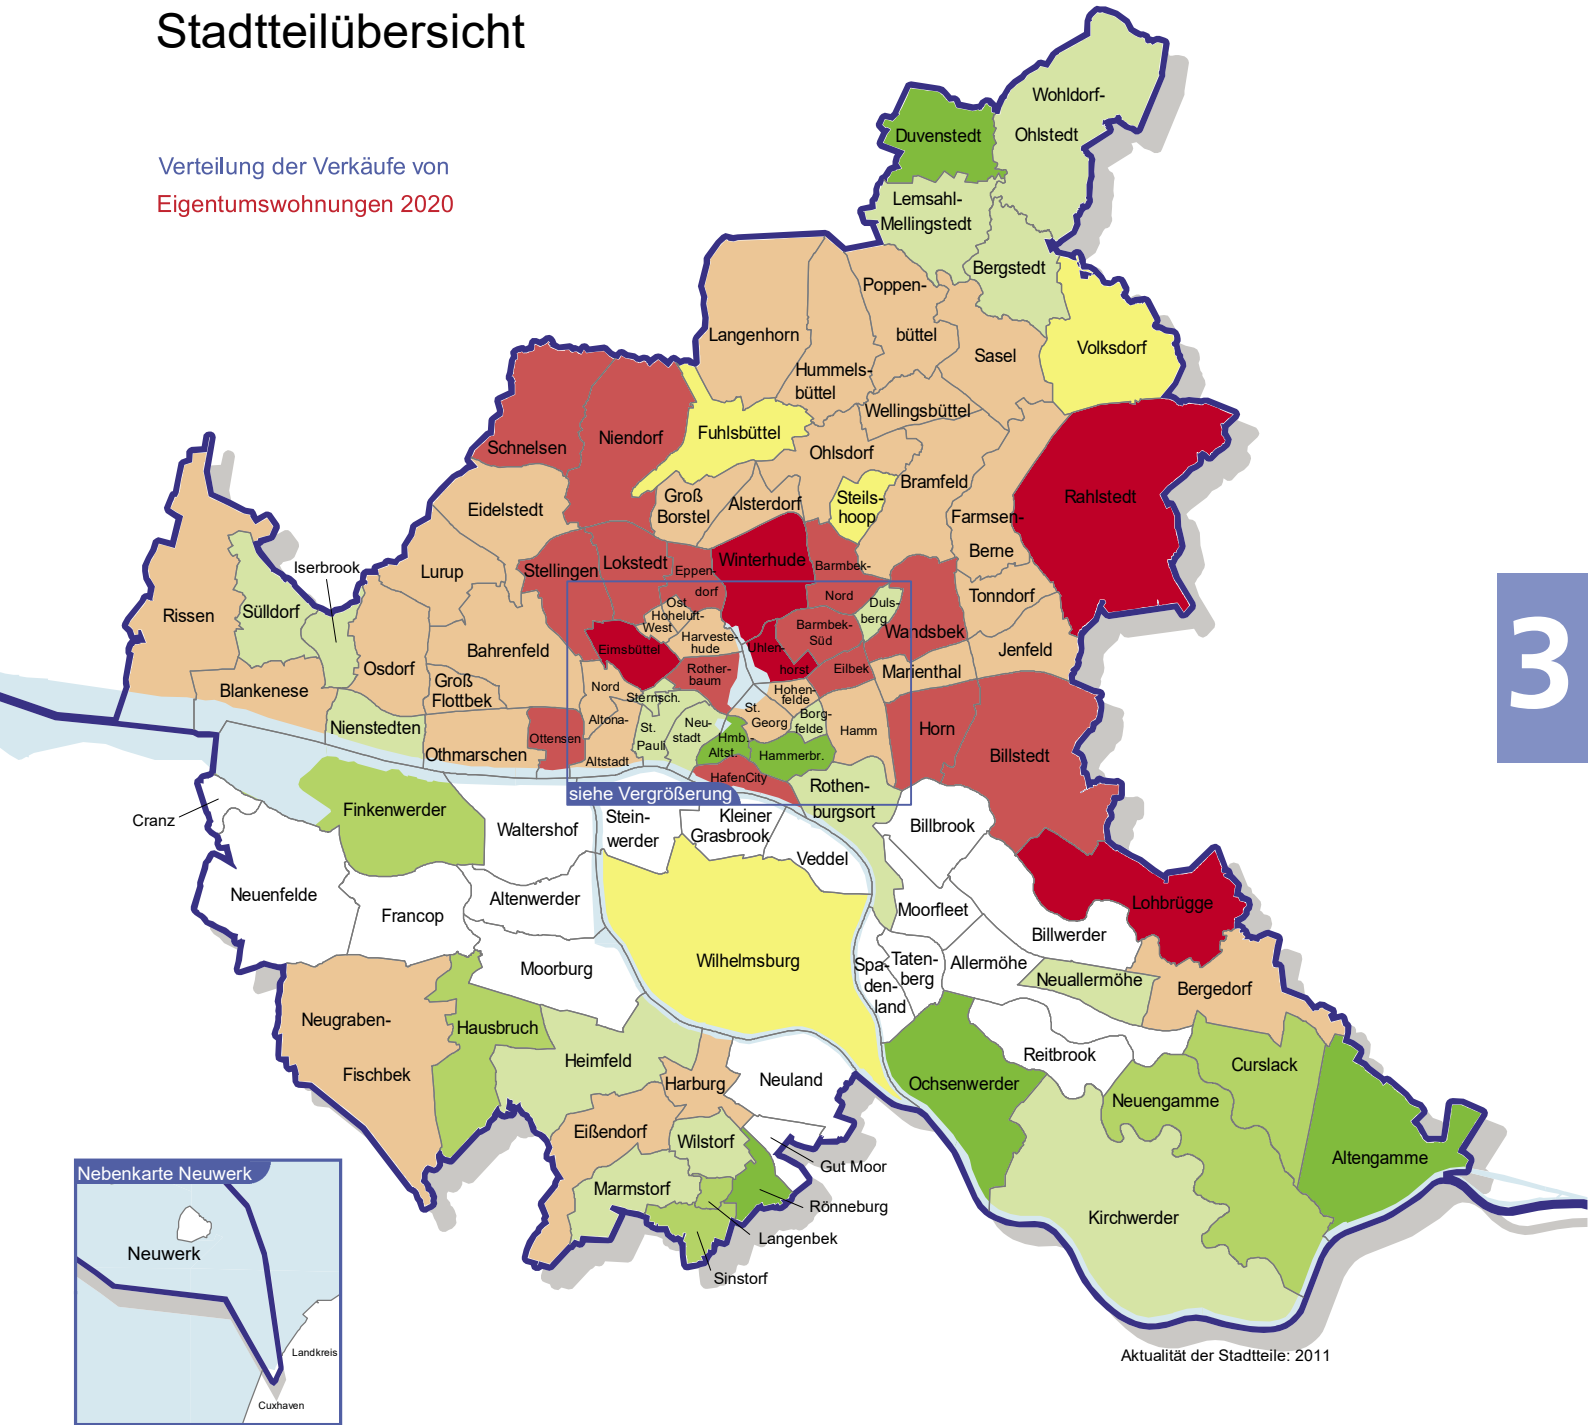 Stadtteilübersicht
Verteilung der Verkäufe von
Eigentumswohnungen 2020
Wohldorf-
Ohlstedt
Duvenstedt
Lemsahl-
Mellingstedt
Bergstedt
Poppen-
büttel
Langenhorn
Hummels-
büttel
Sasel
Volksdorf
Wellingsbüttel
Schnelsen
Niendorf
Fuhlsbüttel
Ohlsdorf
Bramfeld
Rahlstedt
Eidelstedt
Groß
Borstel
Alsterdorf
Steils-
hoop
Farmsen-
Berne
Iserbrook
Lurup
Stellingen
Lokstedt
Eppen-
dorf
Winterhude
Barmbek-
Nord
Tonndorf
Rissen
Sülldorf
Ost
Hoheluft-
West
Duls-
berg
Barmbek-
Süd
Wandsbek
Osdorf
Bahrenfeld
Eimsbüttel
Harveste-
hude
Uhlen-
horst
Jenfeld
Blankenese
Groß
Flottbek
Nord
Rother-
baum
Eilbek
Marienthal
Sternsch.
Hohen-
felde
Nienstedten
Altona-
Altstadt
St.
Pauli
Neu-
stadt
St.
Georg
Borg-
felde
Hamm
Horn
Billstedt
Othmarschen
Ottensen
Hmb.-
Altst.
Hammerbr.
HafenCity
siehe Vergrößerung
Rothen-
burgsort
Cranz
Finkenwerder
Waltershof
Stein-
werder
Kleiner
Grasbrook
Veddel
Billbrook
Neuenfelde
Francop
Altenwerder
Moorfleet
Lohbrügge
Billwerder
Moorburg
Wilhelmsburg
Spa-
den-
land
Taten-
berg
Allermöhe
Neuallermöhe
Bergedorf
Neugraben-
Fischbek
Hausbruch
Heimfeld
Harburg
Neuland
Ochsenwerder
Reitbrook
Curslack
Neuengamme
Eißendorf
Wilstorf
Gut Moor
Altengamme
Marmstorf
Rönneburg
Langenbek
Sinstorf
Kirchwerder
Nebenkarte Neuwerk
Neuwerk
Landkreis
Cuxhaven
Aktualität der Stadtteile: 2011
3